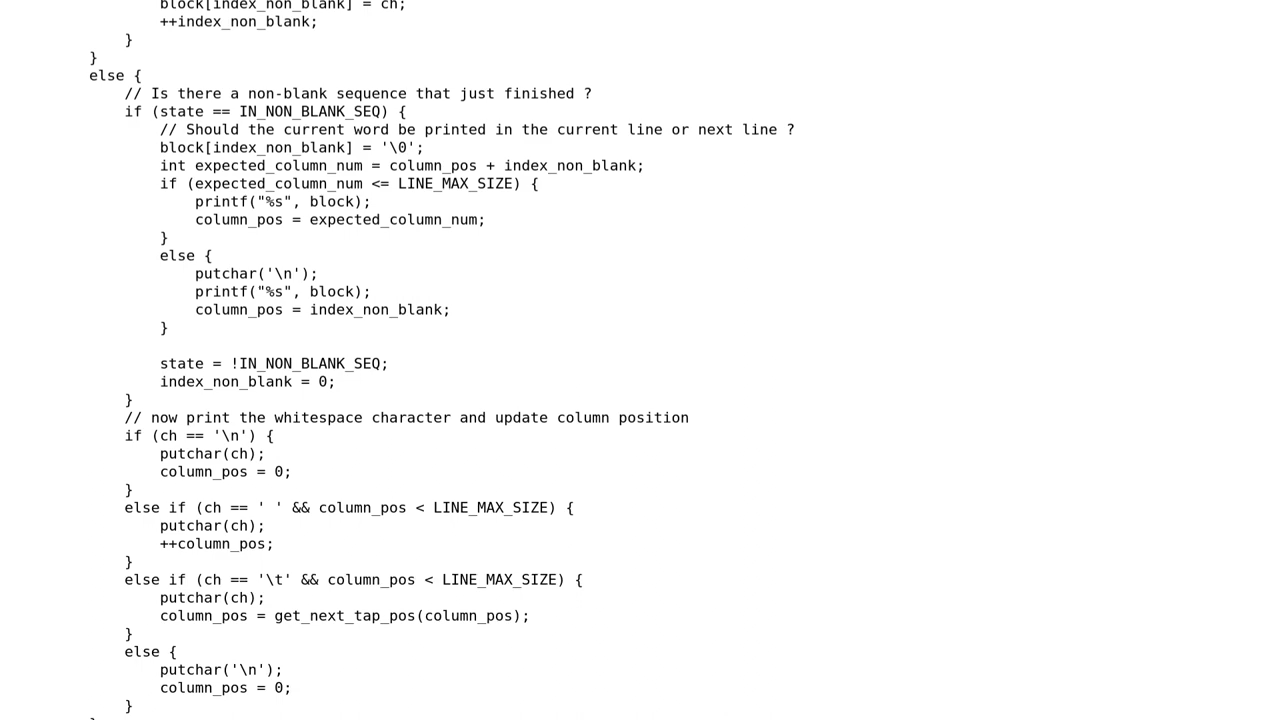 block[index_non_blank] = ch;
++index_non_blank;
}
}
else {
// Is there a non-blank sequence that just finished ?
if (state == IN_NON_BLANK_SEQ) {
// Should the current word be printed in the current line or next line ?
block[index_non_blank] = '\0';
int expected_column_num = column_pos + index_non_blank;
if (expected_column_num <= LINE_MAX_SIZE) {
printf("%s", block);
column_pos = expected_column_num;
}
else {
putchar('\n');
printf("%s", block);
column_pos = index_non_blank;
}
state = !IN_NON_BLANK_SEQ;
index_non_blank = 0;
}
// now print the whitespace character and update column position
if (ch == '\n') {
putchar(ch);
column_pos = 0;
}
else if (ch == ' ' && column_pos < LINE_MAX_SIZE) {
putchar(ch);
++column_pos;
}
else if (ch == '\t' && column_pos < LINE_MAX_SIZE) {
putchar(ch);
column_pos = get_next_tap_pos(column_pos);
}
else {
putchar('\n');
column_pos = 0;
}
}